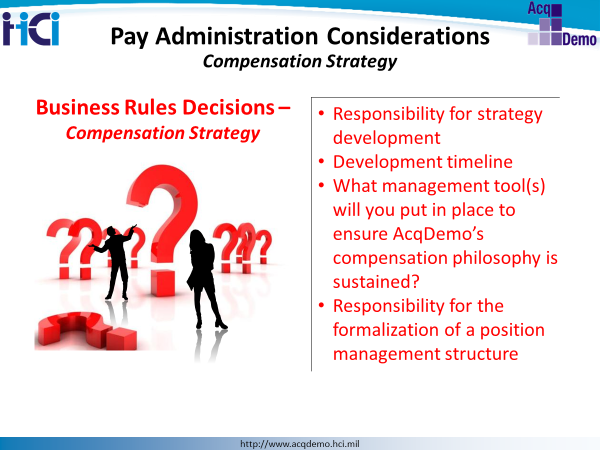 HCi
Acq
Demo
Pay Administration Considerations
Compensation Strategy
Business Rules Decisions –
Compensation Strategy
• Responsibility for strategy
development
• Development timeline
• What management tool(s)
will you put in place to
ensure AcqDemo’s
compensation philosophy is
sustained?
• Responsibility for the
formalization of a position
management structure
http://www.acqdemo.hci.mil